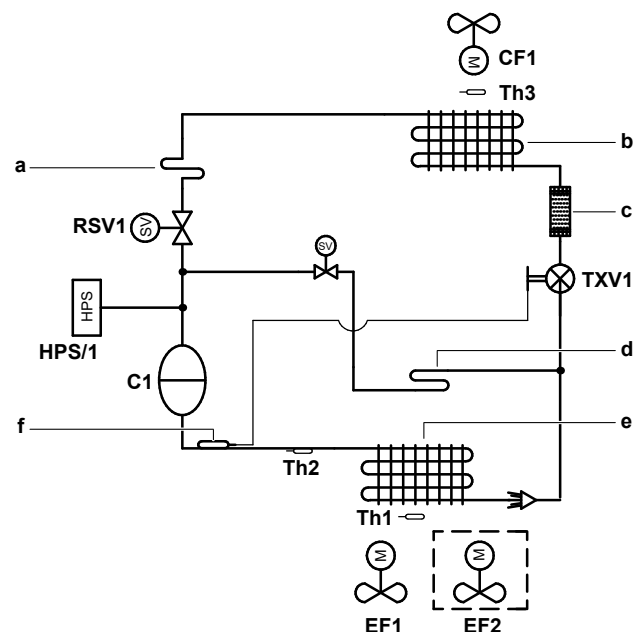 M
CF1
Th3
a
b
c
RSV1
SV
SV
TXV1
HPS
HPS/1
C1
d
f
e
Th2
Th1
M
M
EF1
EF2